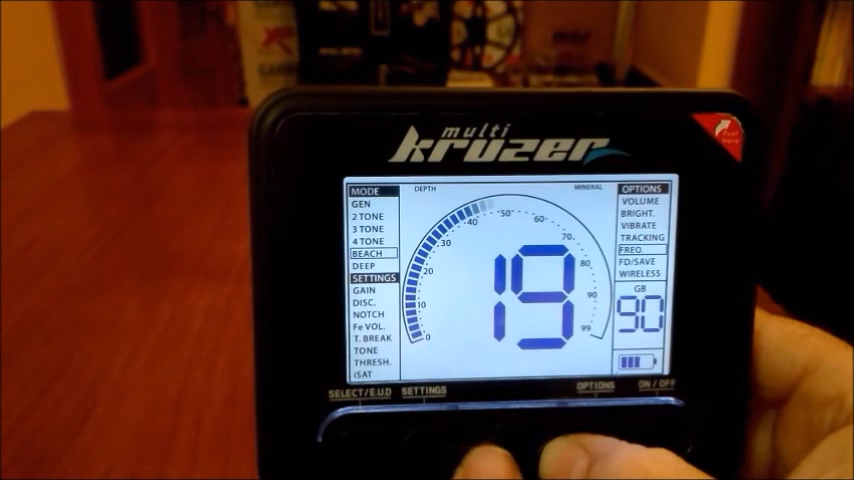 multi
kruzer
Peel
Here
MODE
GEN
2 TONE
3 TONE
4 TONE
BEACH
DEEP
SETTINGS
GAIN
DISC.
NOTCH
Fe VOL.
T. BREAK
TONE
THRESH.
iSAT
DEPTH
MINERAL
0
10
20
30
40
50
60
70
80
90
99
19
OPTIONS
VOLUME
BRIGHT.
VIBRATE
TRACKING
FREQ.
FD/SAVE
WIRELESS
GB
90
SELECT/E.U.D
SETTINGS
OPTIONS
ON / OFF